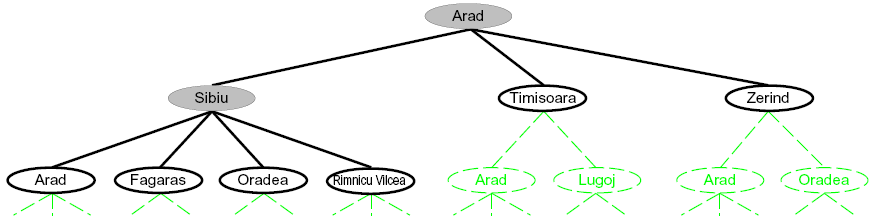 Arad
Sibiu Timisoara Zerind
Arad Fagaras Oradea Rimnicu Vilcea Arad Lugoj Arad Oradea